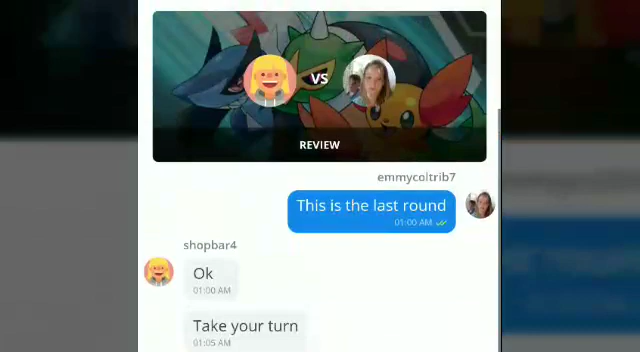 VS
REVIEW
emmycoltrib7
This is the last round
01:00 AM
shopbar4
Ok
01:00 AM
Take your turn
01:05 AM